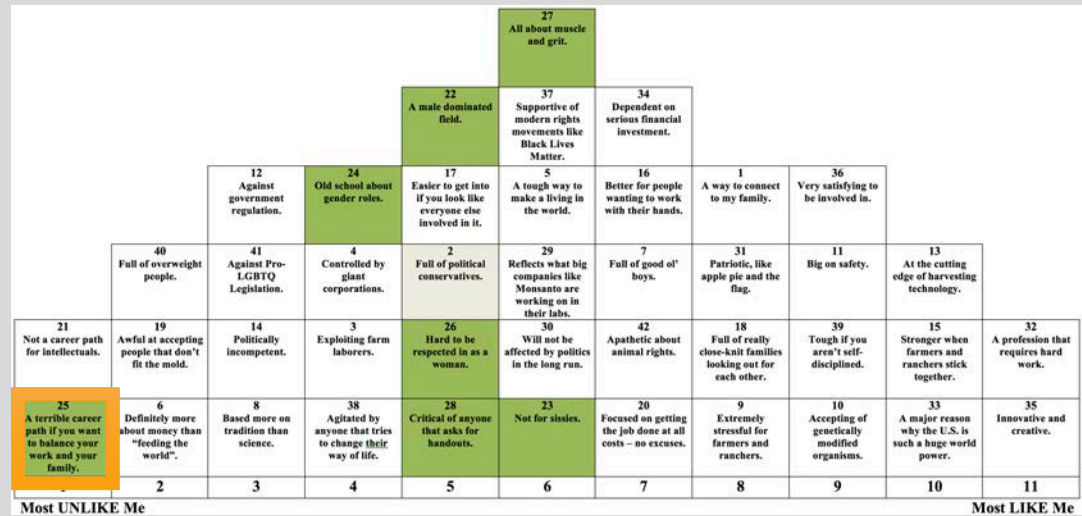 27
All about muscle
and grit.
22
A male dominated
field.
37
Supportive of
modern rights
movements like
Black Lives
Matter.
34
Dependent on
serious financial
investment.
12
Against
government
regulation.
24
Old school about
gender roles.
17
Easier to get into
if you look like
everyone else
involved in it.
5
A tough way to
make a living in
the world.
16
Better for people
wanting to work
with their hands.
1
A way to connect
to my family.
36
Very satisfying to
be involved in.
40
Full of overweight
people.
41
Against Pro-
LGBTQ
Legislation.
4
Controlled by
giant
corporations.
2
Full of political
conservatives.
29
Reflects what big
companies like
Monsanto are
working on in
their labs.
7
Full of good ol'
boys.
31
Patriotic, like
apple pie and the
flag.
11
Big on safety.
13
At the cutting
edge of harvesting
technology.
21
Not a career path
for intellectuals.
19
Awful at accepting
people that don't
fit the mold.
14
Politically
incompetent.
3
Exploiting farm
laborers.
26
Hard to be
respected in as a
woman.
30
Will not be
affected by politics
in the long run.
42
Apathetic about
animal rights.
18
Full of really
close-knit families
looking out for
each other.
39
Tough if you
aren't self-
disciplined.
15
Stronger when
farmers and
ranchers stick
together.
32
A profession that
requires hard
work.
25
A terrible career
path if you want
to balance your
work and your
family.
6
Definitely more
about money than
"feeding the
world".
8
Based more on
tradition than
science.
38
Agitated by
anyone that tries
to change their
way of life.
28
Critical of anyone
that asks for
handouts.
23
Not for sissies.
20
Focused on getting
the job done at all
costs – no excuses.
9
Extremely
stressful for
farmers and
ranchers.
10
Accepting of
genetically
modified
organisms.
33
A major reason
why the U.S. is
such a huge world
power.
35
Innovative and
creative.
2 3 4 5 6 7 8 9 10 11
Most UNLIKE Me
Most LIKE Me